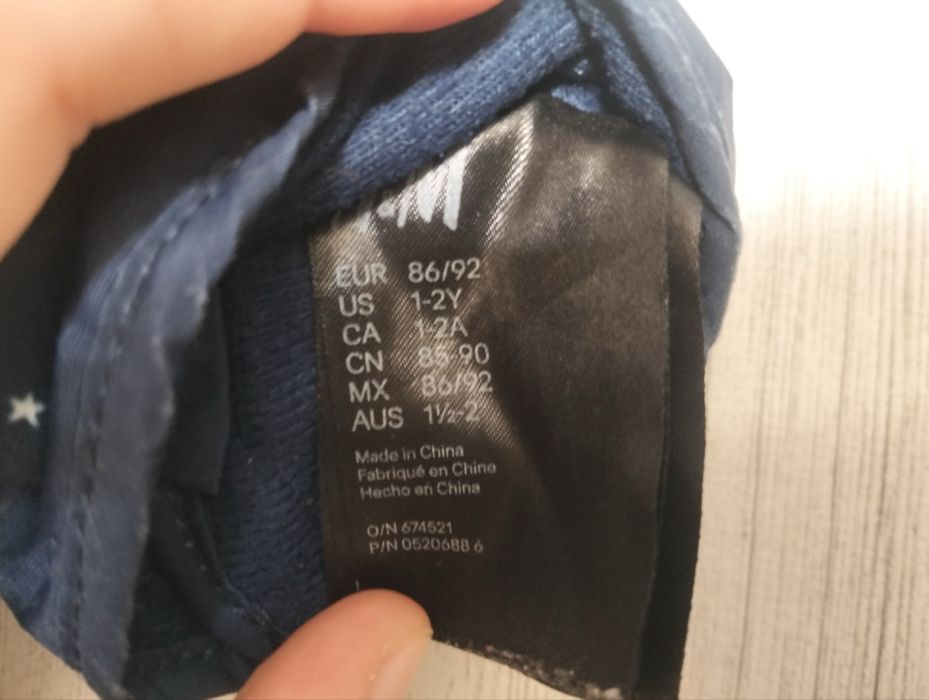 H&M
EUR 86/92
US 1-2Y
CA 1-2A
CN 85-90
MX 86/92
AUS 1½-2
Made in China
Fabriqué en Chine
Hecho en China
O/N 674521
P/N 0520688 6